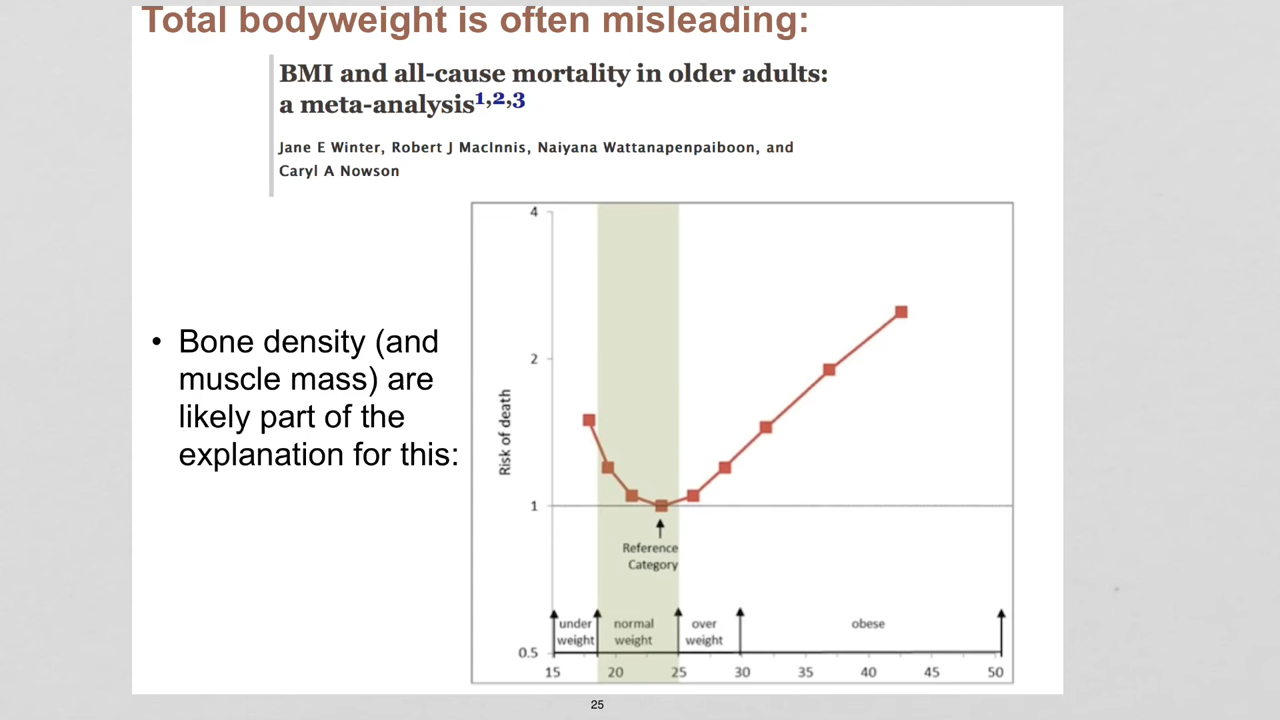 Total bodyweight is often misleading:
BMI and all-cause mortality in older adults:
a meta-analysis1,2,3
Jane E Winter, Robert J MacInnis, Naiyana Wattanapenpaiboon, and
Caryl A Nowson
• Bone density (and
muscle mass) are
likely part of the
explanation for this:
4
2
1
0.5
Risk of death
Reference
Category
under
weight
normal
weight
over
weight
obese
15 20 25 30 35 40 45 50
25